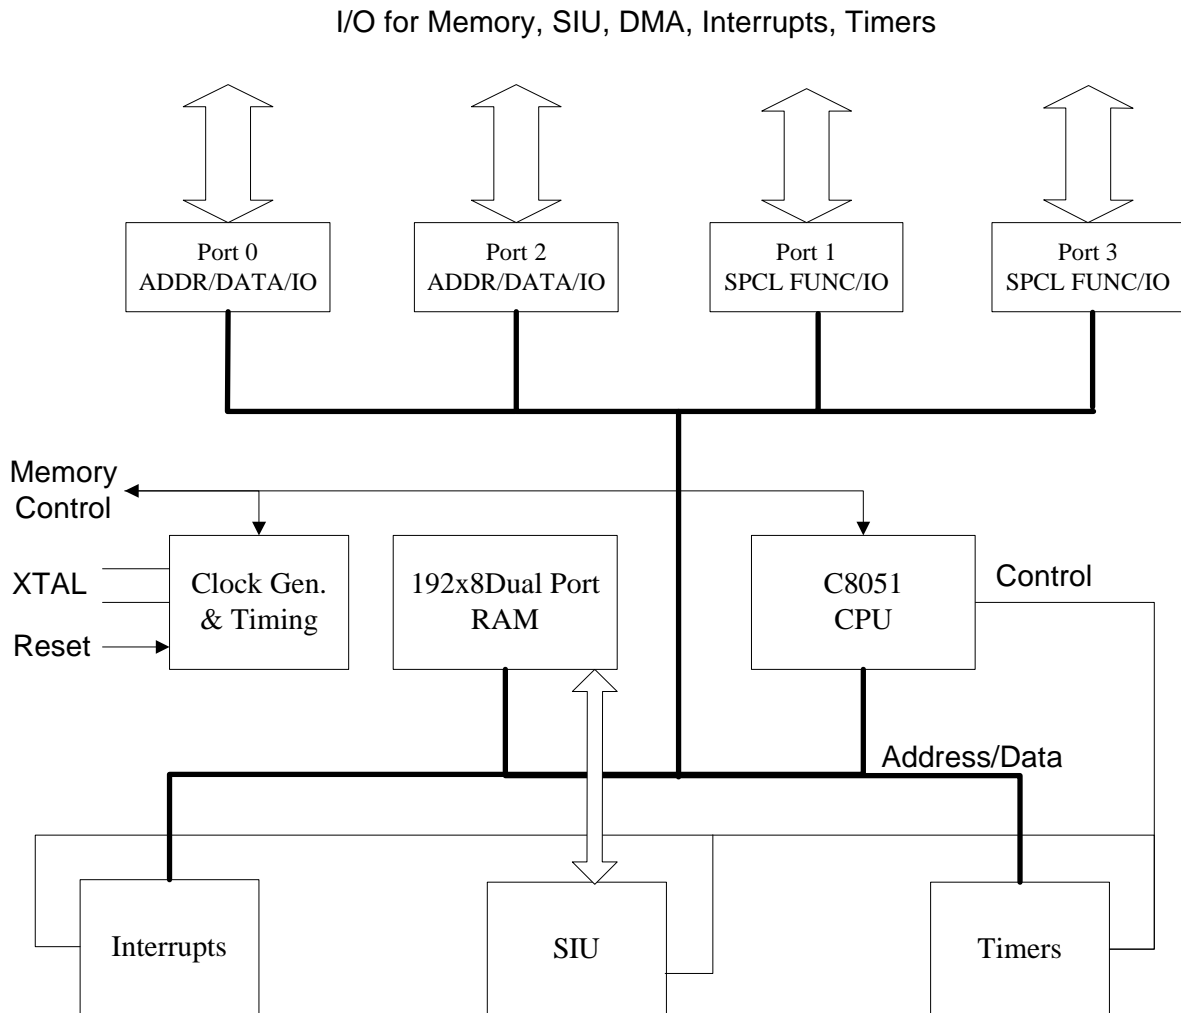 I/O for Memory, SIU, DMA, Interrupts, Timers
Port 0
ADDR/DATA/IO
Port 2
ADDR/DATA/IO
Port 1
SPCL FUNC/IO
Port 3
SPCL FUNC/IO
Memory
Control
XTAL
Reset
Clock Gen.
& Timing
192x8Dual Port
RAM
C8051
CPU
Control
Address/Data
Interrupts
SIU
Timers